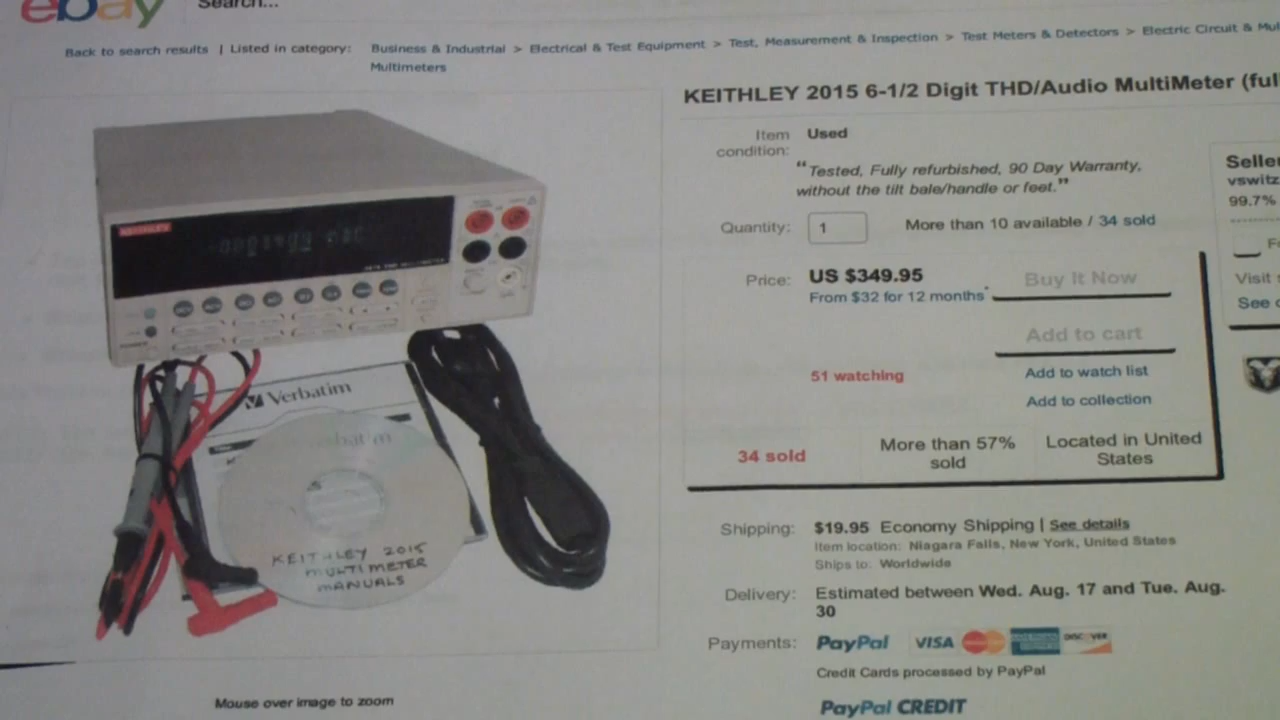 ebay
Search...
Back to search results | Listed in category:
Business & Industrial > Electrical & Test Equipment > Test, Measurement & Inspection > Test Meters & Detectors > Electric Circuit & Mul
Multimeters
KEITHLEY 2015 6-1/2 Digit THD/Audio MultiMeter (ful
Item condition:
Used
“Tested, Fully refurbished, 90 Day Warranty,
without the tilt bale/handle or feet.”
Quantity: 1
More than 10 available / 34 sold
Price: US $349.95
From $32 for 12 months*
Buy It Now
Add to cart
51 watching
Add to watch list
Add to collection
34 sold
More than 57%
sold
Located in United
States
Shipping: $19.95 Economy Shipping | See details
Item location: Niagara Falls, New York, United States
Ships to: Worldwide
Delivery: Estimated between Wed. Aug. 17 and Tue. Aug.
30
Payments: PayPal VISA DISCOVER
Credit Cards processed by PayPal
PayPal CREDIT
Selle
vswitz
99.7%
Visit
See
KEITHLEY
Verbatim
KEITHLEY 2015
MULTIMETER
MANUALS
Mouse over image to zoom